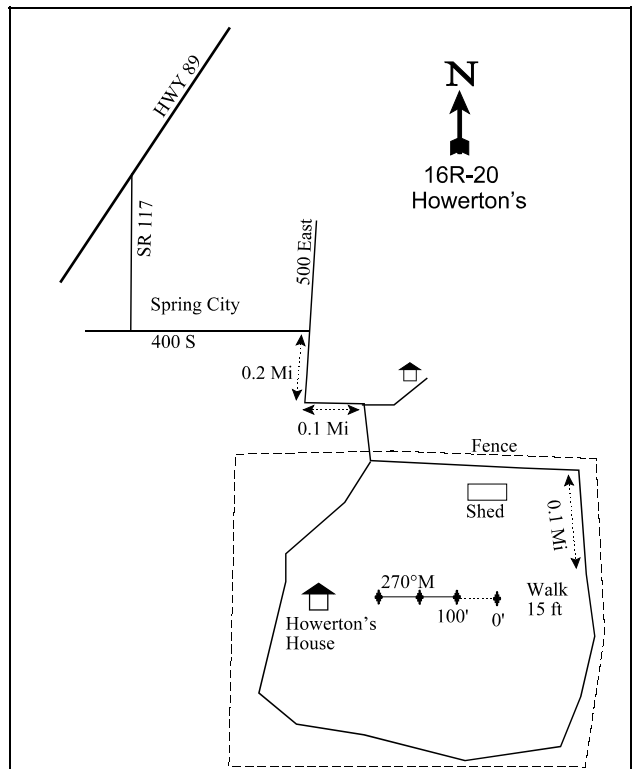 HWY 89
N
16R-20
Howerton's
SR 117
500 East
Spring City
400 S
0.2 Mi
0.1 Mi
Fence
Shed
0.1 Mi
270°M
100'
0'
Walk
15 ft
Howerton's
House